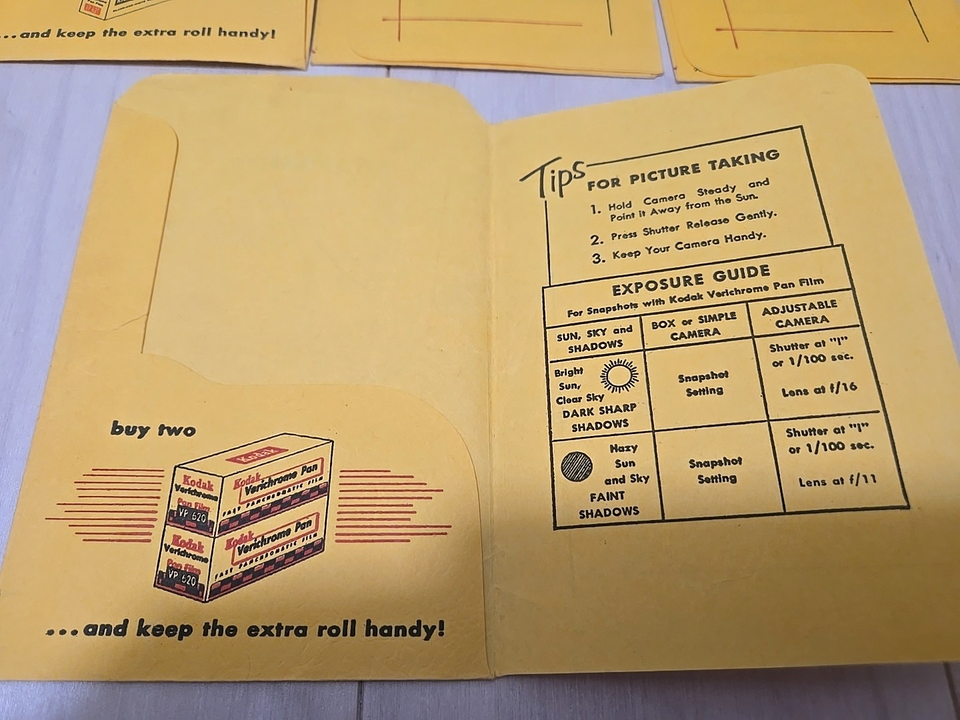 ...and keep the extra roll handy!
buy two
Kodak
Kodak
Verichrome
Pan Film
VP 620
Kodak
Verichrome Pan
FAST PANCHROMATIC FILM
Kodak
Verichrome
Pan Film
VP 620
Kodak
Verichrome Pan
FAST PANCHROMATIC FILM
...and keep the extra roll handy!
Tips FOR PICTURE TAKING
1. Hold Camera Steady and
Point it Away from the Sun.
2. Press Shutter Release Gently.
3. Keep Your Camera Handy.
EXPOSURE GUIDE
For Snapshots with Kodak Verichrome Pan Film
SUN, SKY and
SHADOWS
BOX or SIMPLE
CAMERA
ADJUSTABLE
CAMERA
Bright
Sun,
Clear Sky
DARK SHARP
SHADOWS
Snapshot
Setting
Shutter at "I"
or 1/100 sec.
Lens at f/16
Hazy
Sun
and Sky
FAINT
SHADOWS
Snapshot
Setting
Shutter at "I"
or 1/100 sec.
Lens at f/11